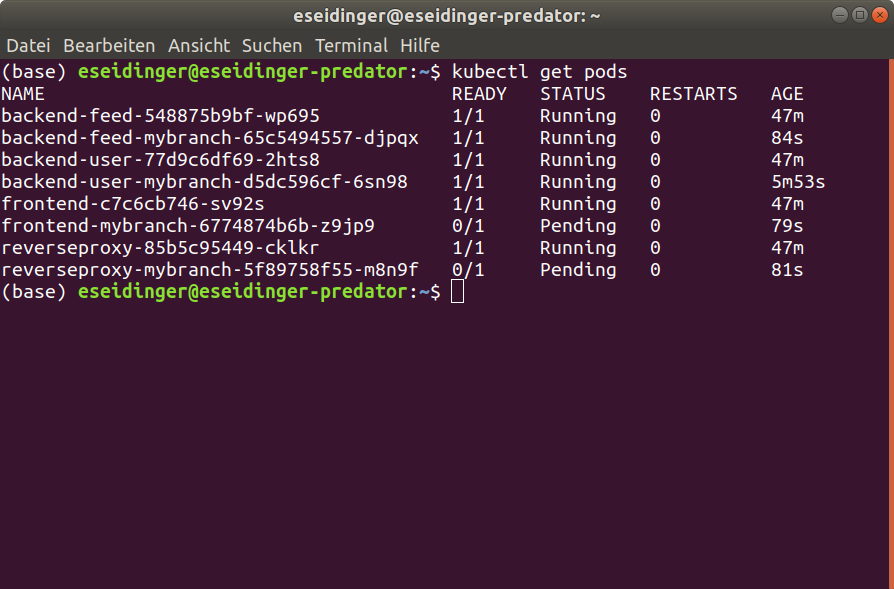 eseidinger@eseidinger-predator: ~
Datei Bearbeiten Ansicht Suchen Terminal Hilfe
(base) eseidinger@eseidinger-predator:~$ kubectl get pods
NAME READY STATUS RESTARTS AGE
backend-feed-548875b9bf-wp695 1/1 Running 0 47m
backend-feed-mybranch-65c5494557-djpqx 1/1 Running 0 84s
backend-user-77d9c6df69-2hts8 1/1 Running 0 47m
backend-user-mybranch-d5dc596cf-6sn98 1/1 Running 0 5m53s
frontend-c7c6cb746-sv92s 1/1 Running 0 47m
frontend-mybranch-6774874b6b-z9jp9 0/1 Pending 0 79s
reverseproxy-85b5c95449-cklkr 1/1 Running 0 47m
reverseproxy-mybranch-5f89758f55-m8n9f 0/1 Pending 0 81s
(base) eseidinger@eseidinger-predator:~$